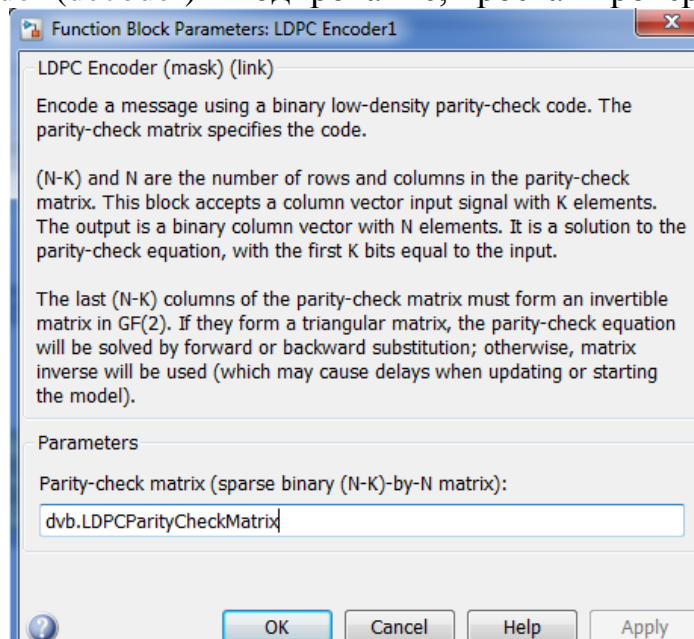 Function Block Parameters: LDPC Encoder1
LDPC Encoder (mask) (link)
Encode a message using a binary low-density parity-check code. The
parity-check matrix specifies the code.
(N-K) and N are the number of rows and columns in the parity-check
matrix. This block accepts a column vector input signal with K elements.
The output is a binary column vector with N elements. It is a solution to the
parity-check equation, with the first K bits equal to the input.
The last (N-K) columns of the parity-check matrix must form an invertible
matrix in GF(2). If they form a triangular matrix, the parity-check equation
will be solved by forward or backward substitution; otherwise, matrix
inverse will be used (which may cause delays when updating or starting
the model).
Parameters
Parity-check matrix (sparse binary (N-K)-by-N matrix):
dvb.LDPCParityCheckMatrix
OK Cancel Help Apply